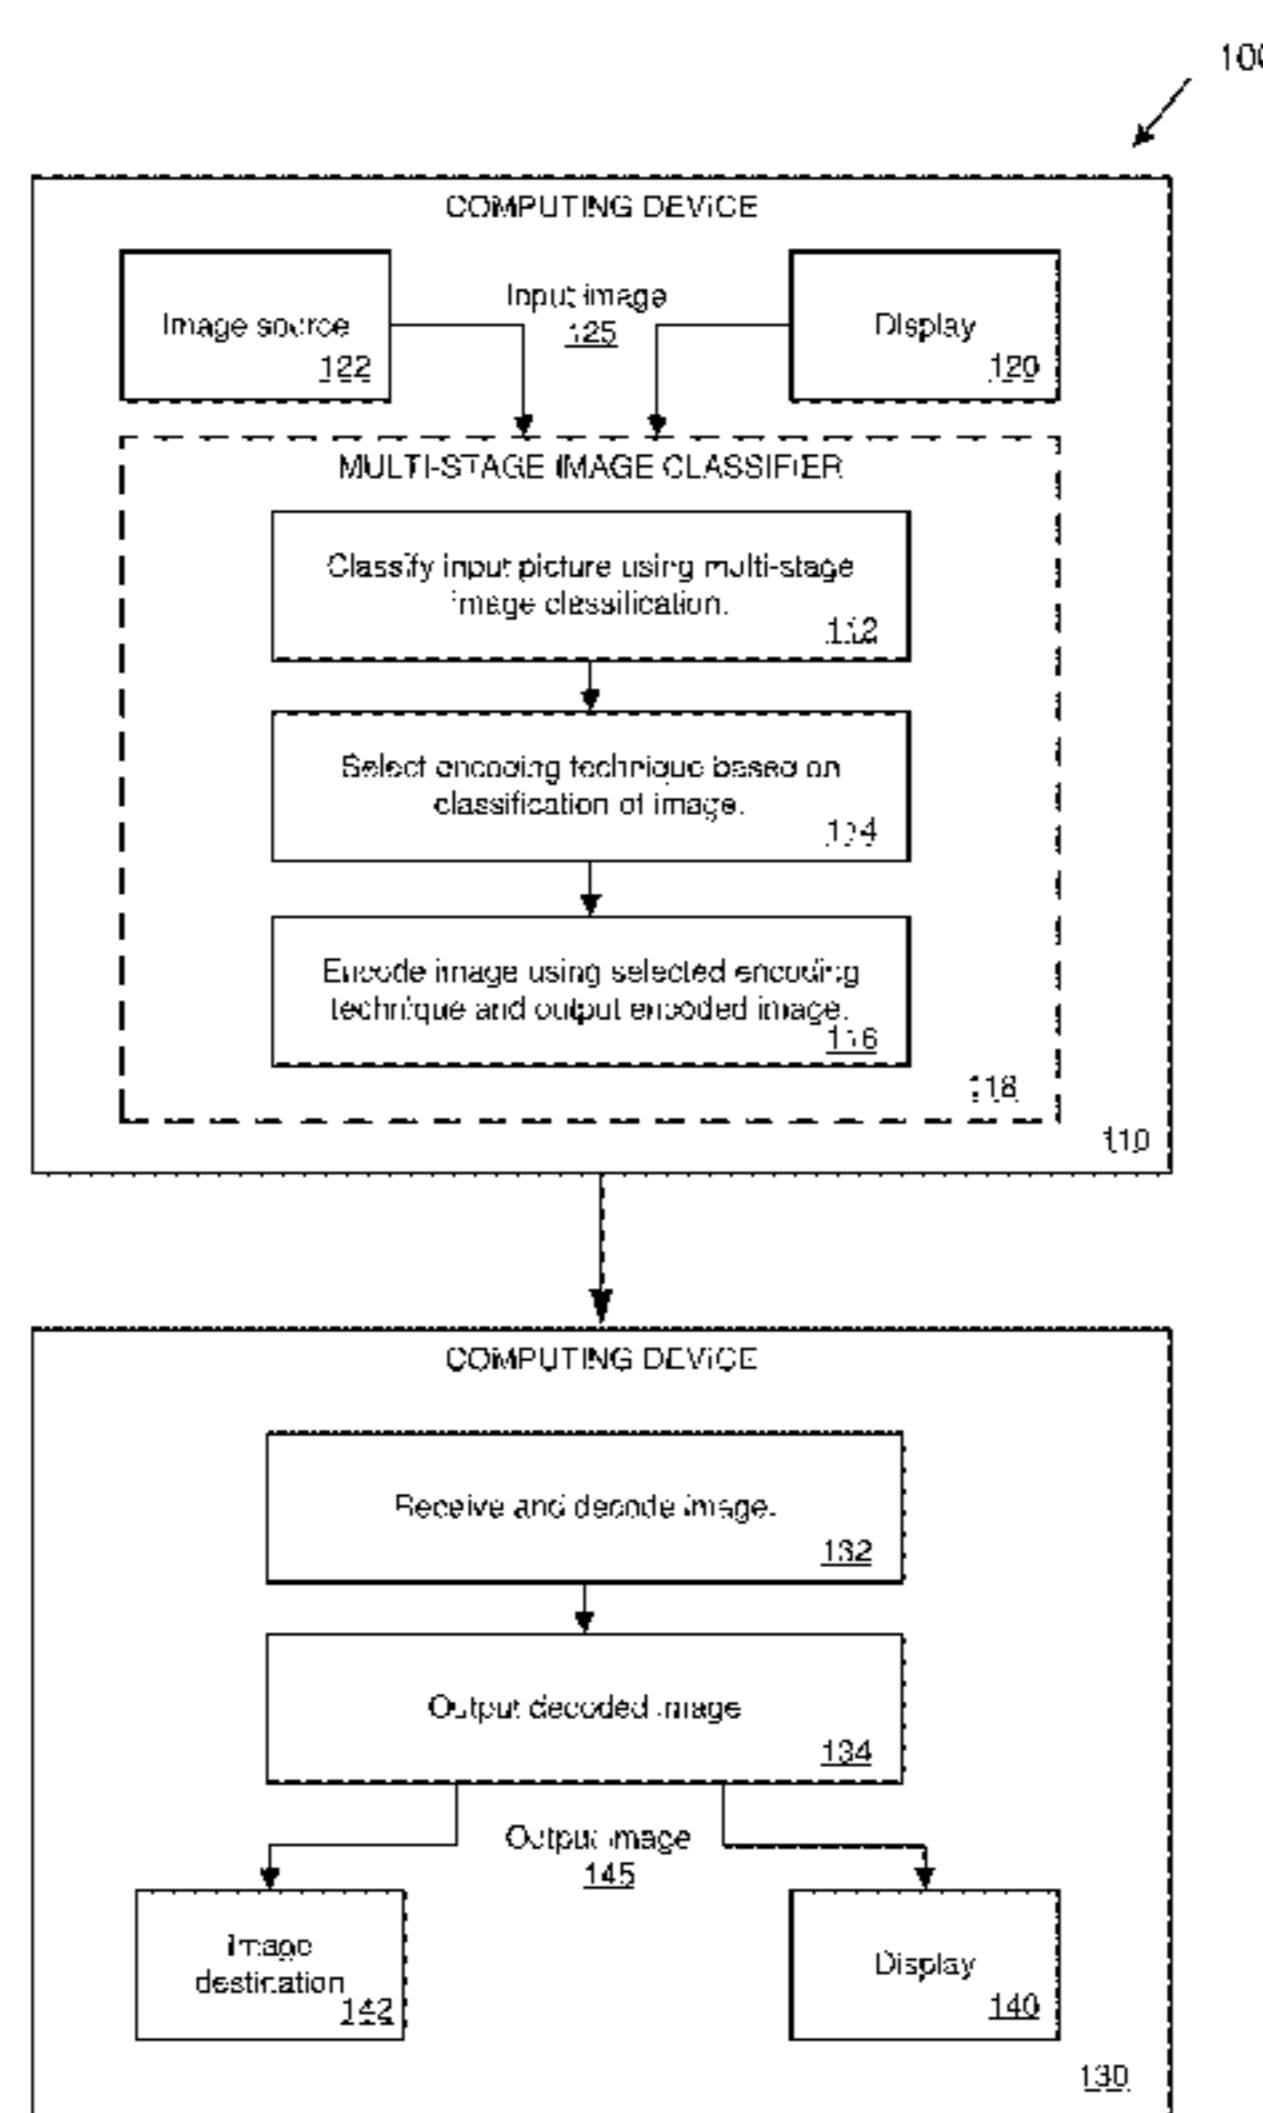 100
COMPUTING DEVICE
Image source
122
Input image
125
Display
120
MULTI-STAGE IMAGE CLASSIFIER
Classify input picture using multi-stage
image classification.
112
Select encoding technique based on
classification of image.
114
Encode image using selected encoding
technique and output encoded image.
116
118
110
COMPUTING DEVICE
Receive and decode image.
132
Output decoded image
134
Output image
145
Image
destination
142
Display
140
130